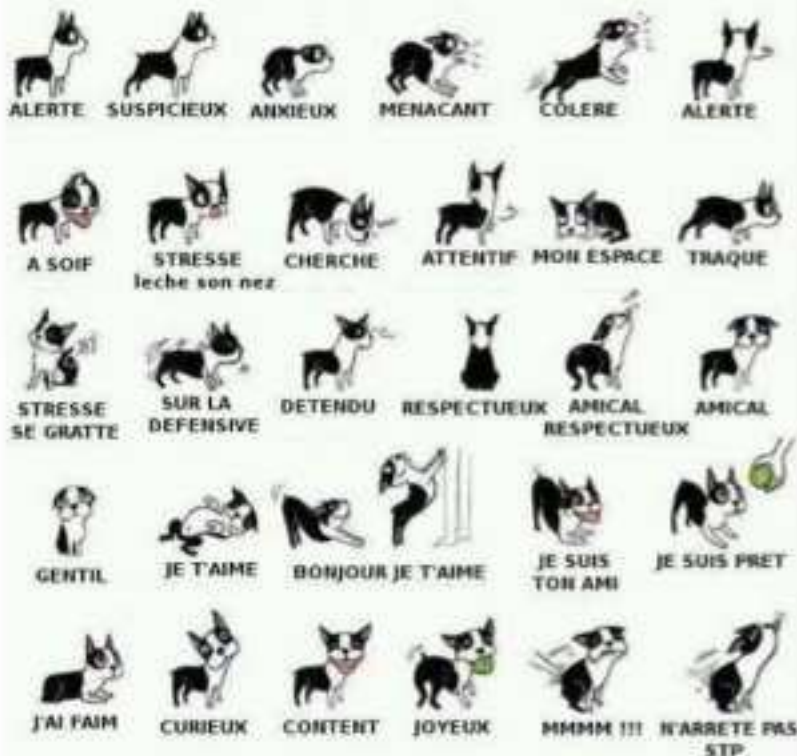 ALERTE SUSPICIEUX ANXIEUX MENACANT COLERE ALERTE
A SOIF STRESSE CHERCHE ATTENTIF MON ESPACE TRAQUE
leche son nez
STRESSE SUR LA DETENDU RESPECTUEUX AMICAL AMICAL
SE GRATTE DEFENSIVE RESPECTUEUX
GENTIL JE T'AIME BONJOUR JE T'AIME JE SUIS JE SUIS PRET
TON AMI
J'AI FAIM CURIEUX CONTENT JOYEUX MMMM !!! N'ARRETE PAS
STP